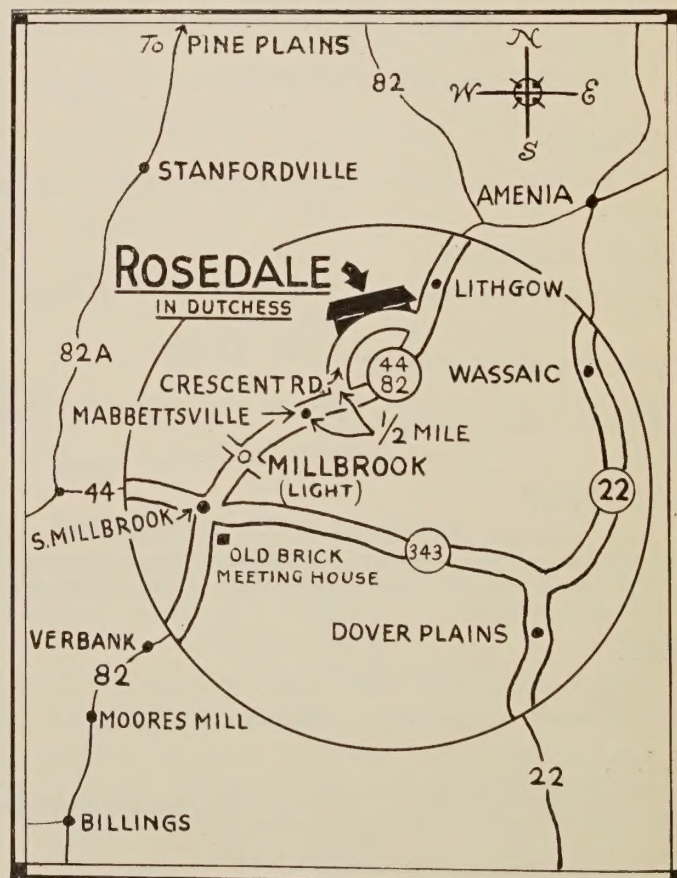 To PINE PLAINS
82
N
W E
S
STANFORDVILLE
AMENIA
ROSEDALE
IN DUTCHESS
LITHGOW
82A
44
82
WASSAIC
CRESCENT RD.
MABBETTSVILLE
1/2 MILE
MILLBROOK
(LIGHT)
44
22
S. MILLBROOK
343
OLD BRICK
MEETING HOUSE
VERBANK
DOVER PLAINS
82
MOORES MILL
22
BILLINGS